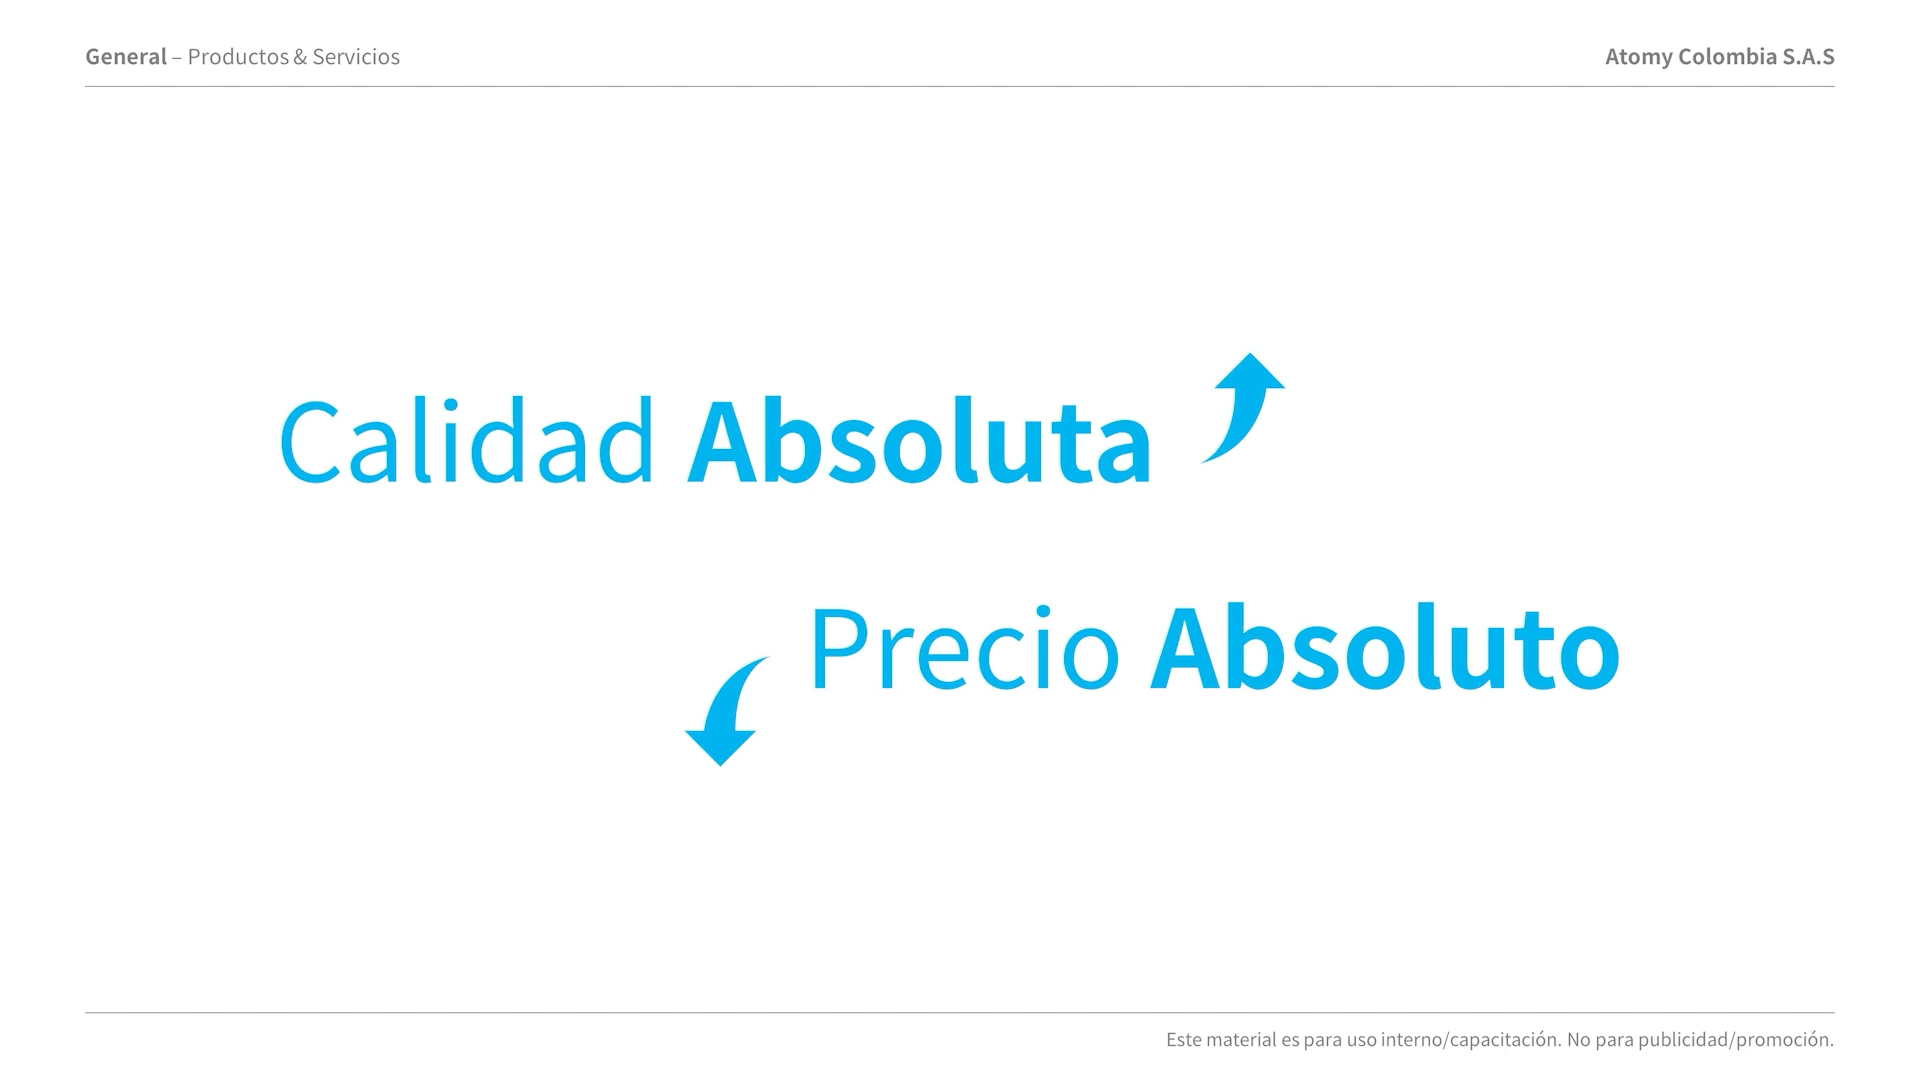 General – Productos & Servicios
Atomy Colombia S.A.S
Calidad Absoluta
Precio Absoluto
Este material es para uso interno/capacitación. No para publicidad/promoción.